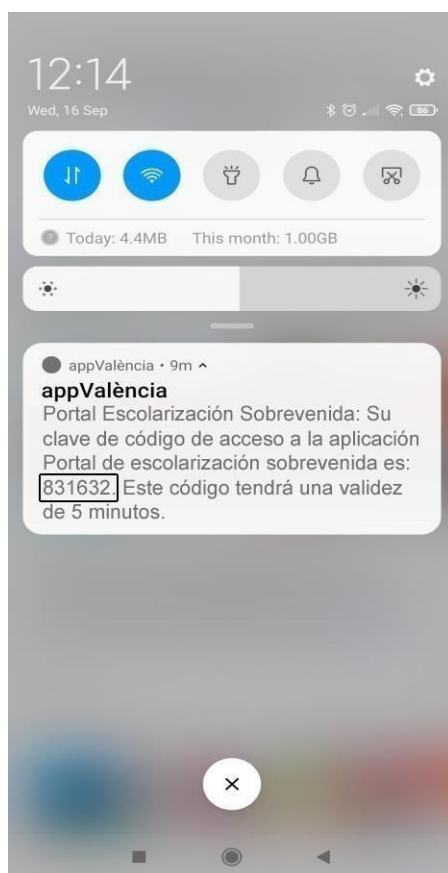 12:14
Wed, 16 Sep
86
Today: 4.4MB This month: 1.00GB
appValència • 9m
appValència
Portal Escolarización Sobrevenida: Su
clave de código de acceso a la aplicación
Portal de escolarización sobrevenida es:
831632. Este código tendrá una validez
de 5 minutos.